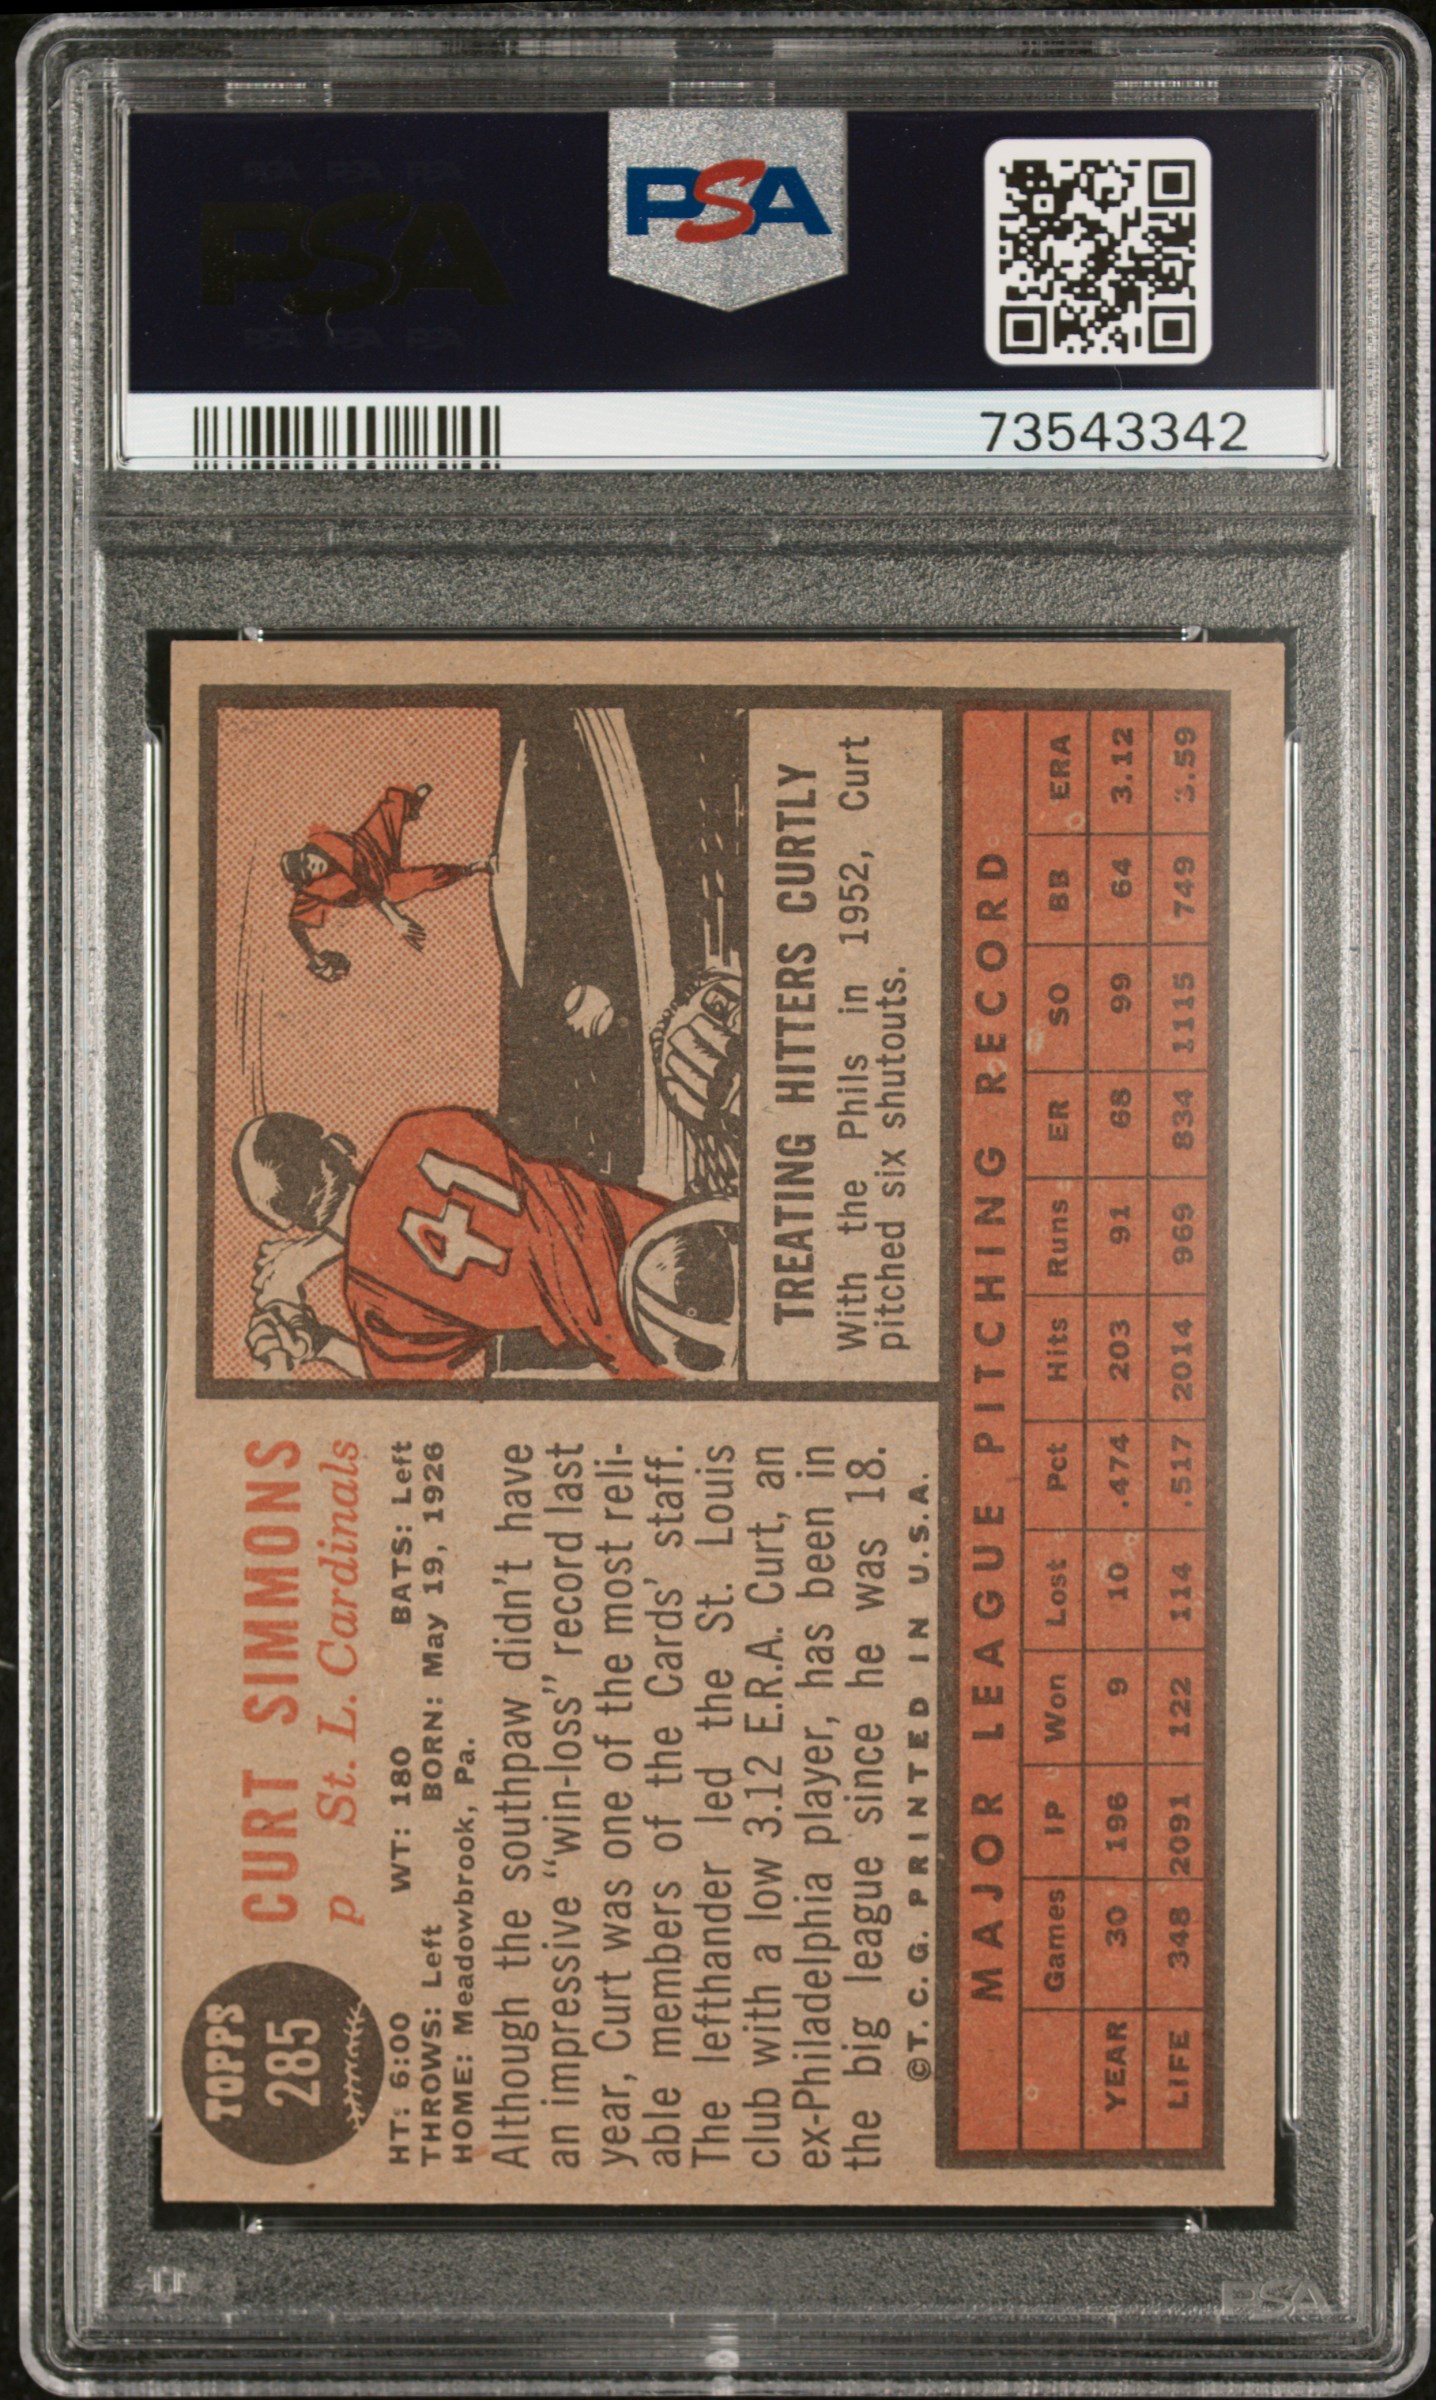 PSA PSA PSA
PSA
PSA PSA PSA
PSA
73543342
TOPPS
285
CURT SIMMONS
p St. L. Cardinals
HT: 6:00 WT: 180 BATS: Left
THROWS: Left BORN: May 19, 1926
HOME: Meadowbrook, Pa.
Although the southpaw didn't have
an impressive "win-loss" record last
year, Curt was one of the most reli-
able members of the Cards' staff.
The lefthander led the St. Louis
club with a low 3.12 E.R.A. Curt, an
ex-Philadelphia player, has been in
the big league since he was 18.
©T. C. G. PRINTED IN U.S.A.
41
TREATING HITTERS CURTLY
With the Phils in 1952, Curt
pitched six shutouts.
MAJOR LEAGUE PITCHING RECORD
Games IP Won Lost Pct Hits Runs ER SO BB ERA
YEAR 30 196 9 10 .474 203 91 68 99 64 3.12
LIFE 348 2091 122 114 .517 2014 969 834 1115 749 3.59
PSA